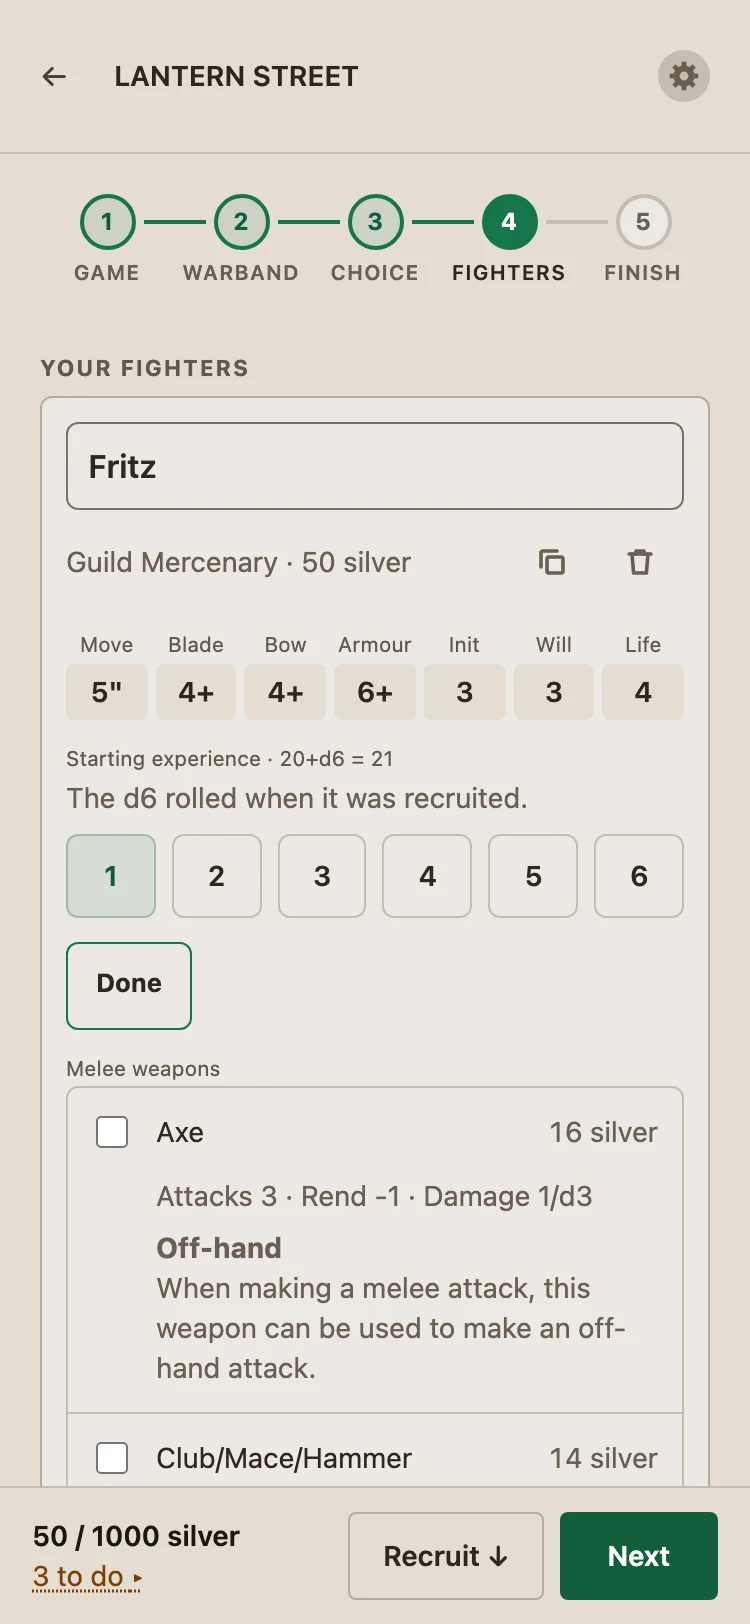 LANTERN STREET
1 2 3 4 5
GAME WARBAND CHOICE FIGHTERS FINISH
YOUR FIGHTERS
Fritz
Guild Mercenary · 50 silver
Move Blade Bow Armour Init Will Life
5" 4+ 4+ 6+ 3 3 4
Starting experience · 20+d6 = 21
The d6 rolled when it was recruited.
1 2 3 4 5 6
Done
Melee weapons
Axe 16 silver
Attacks 3 · Rend -1 · Damage 1/d3
Off-hand
When making a melee attack, this
weapon can be used to make an off-
hand attack.
Club/Mace/Hammer 14 silver
50 / 1000 silver
3 to do ▸
Recruit ↓
Next